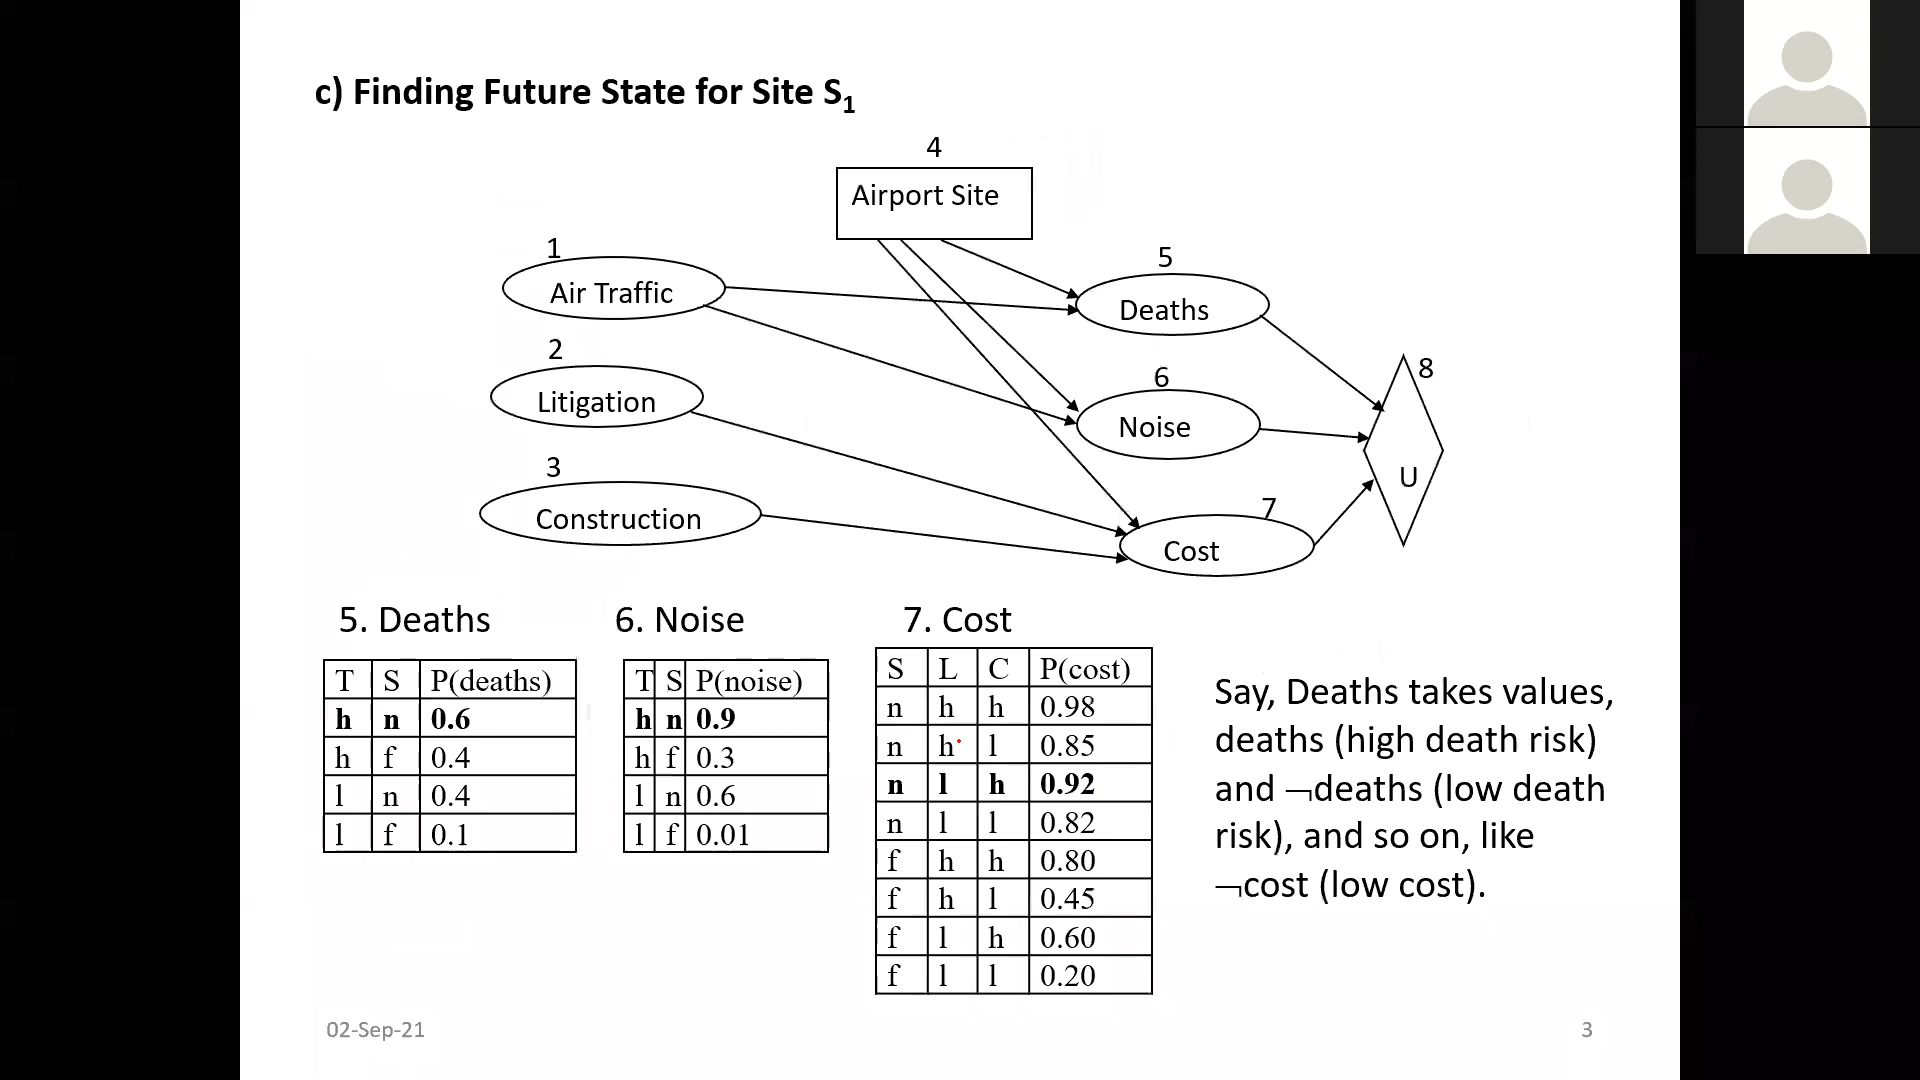 c) Finding Future State for Site S1
4
Airport Site
1
Air Traffic
5
Deaths
2
Litigation
6
Noise
8
U
3
Construction
7
Cost
5. Deaths
T S P(deaths)
h n 0.6
h f 0.4
l n 0.4
l f 0.1
6. Noise
T S P(noise)
h n 0.9
h f 0.3
l n 0.6
l f 0.01
7. Cost
S L C P(cost)
n h h 0.98
n h l 0.85
n l h 0.92
n l l 0.82
f h h 0.80
f h l 0.45
f l h 0.60
f l l 0.20
Say, Deaths takes values,
deaths (high death risk)
and ¬deaths (low death
risk), and so on, like
¬cost (low cost).
02-Sep-21
3